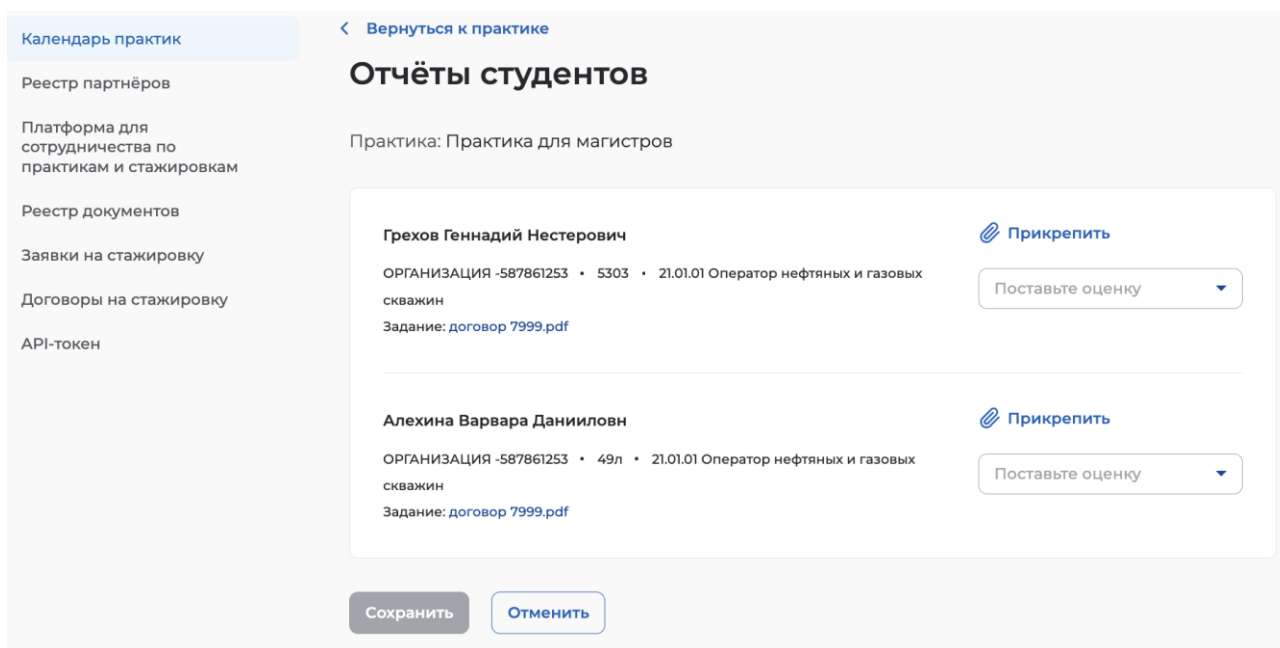 Календарь практик
Реестр партнёров
Платформа для
сотрудничества по
практикам и стажировкам
Реестр документов
Заявки на стажировку
Договоры на стажировку
API-токен
Вернуться к практике
Отчёты студентов
Практика: Практика для магистров
Грехов Геннадий Нестерович
ОРГАНИЗАЦИЯ -587861253 • 5303 • 21.01.01 Оператор нефтяных и газовых
скважин
Задание: договор 7999.pdf
Прикрепить
Поставьте оценку
Алехина Варвара Данииловн
ОРГАНИЗАЦИЯ -587861253 • 49л • 21.01.01 Оператор нефтяных и газовых
скважин
Задание: договор 7999.pdf
Прикрепить
Поставьте оценку
Сохранить
Отменить